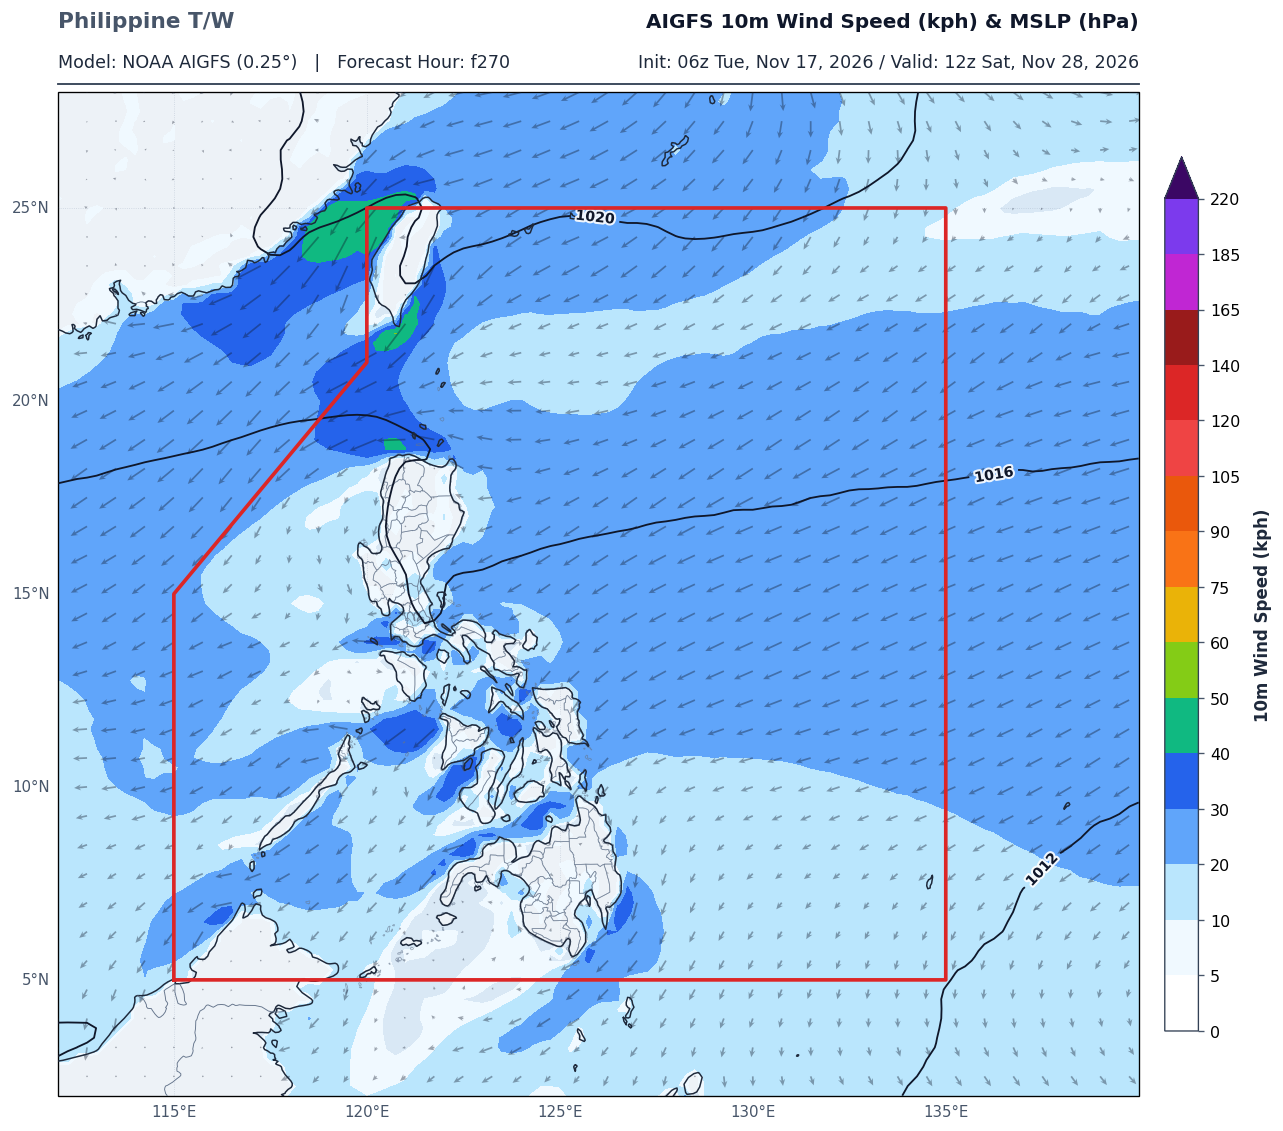 Philippine T/W
AIGFS 10m Wind Speed (kph) & MSLP (hPa)
Model: NOAA AIGFS (0.25°)   |   Forecast Hour: f270
Init: 06z Tue, Nov 17, 2026 / Valid: 12z Sat, Nov 28, 2026
25°N
20°N
15°N
10°N
5°N
115°E
120°E
125°E
130°E
135°E
1020
1016
1012
220
185
165
140
120
105
90
75
60
50
40
30
20
10
5
0
10m Wind Speed (kph)